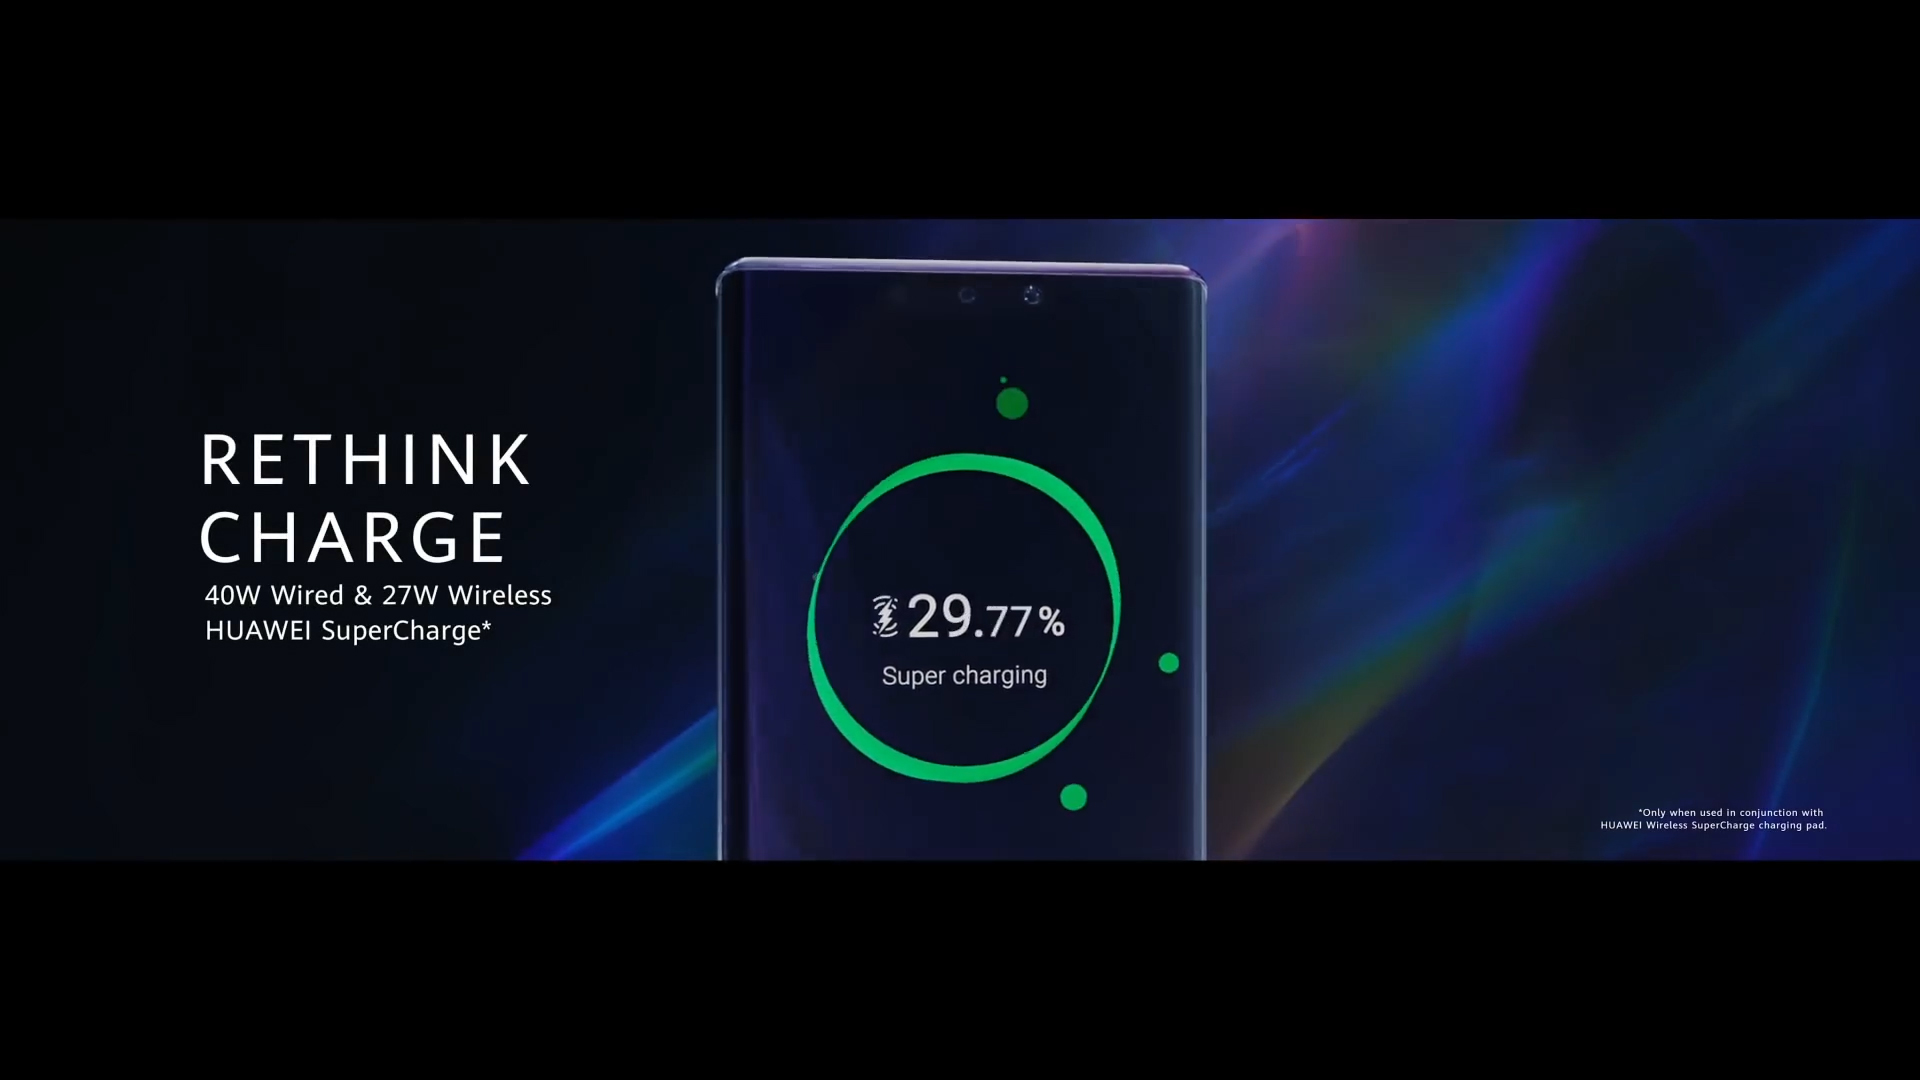 RETHINK
CHARGE
40W Wired & 27W Wireless
HUAWEI SuperCharge*
29.77%
Super charging
*Only when used in conjunction with
HUAWEI Wireless SuperCharge charging pad.